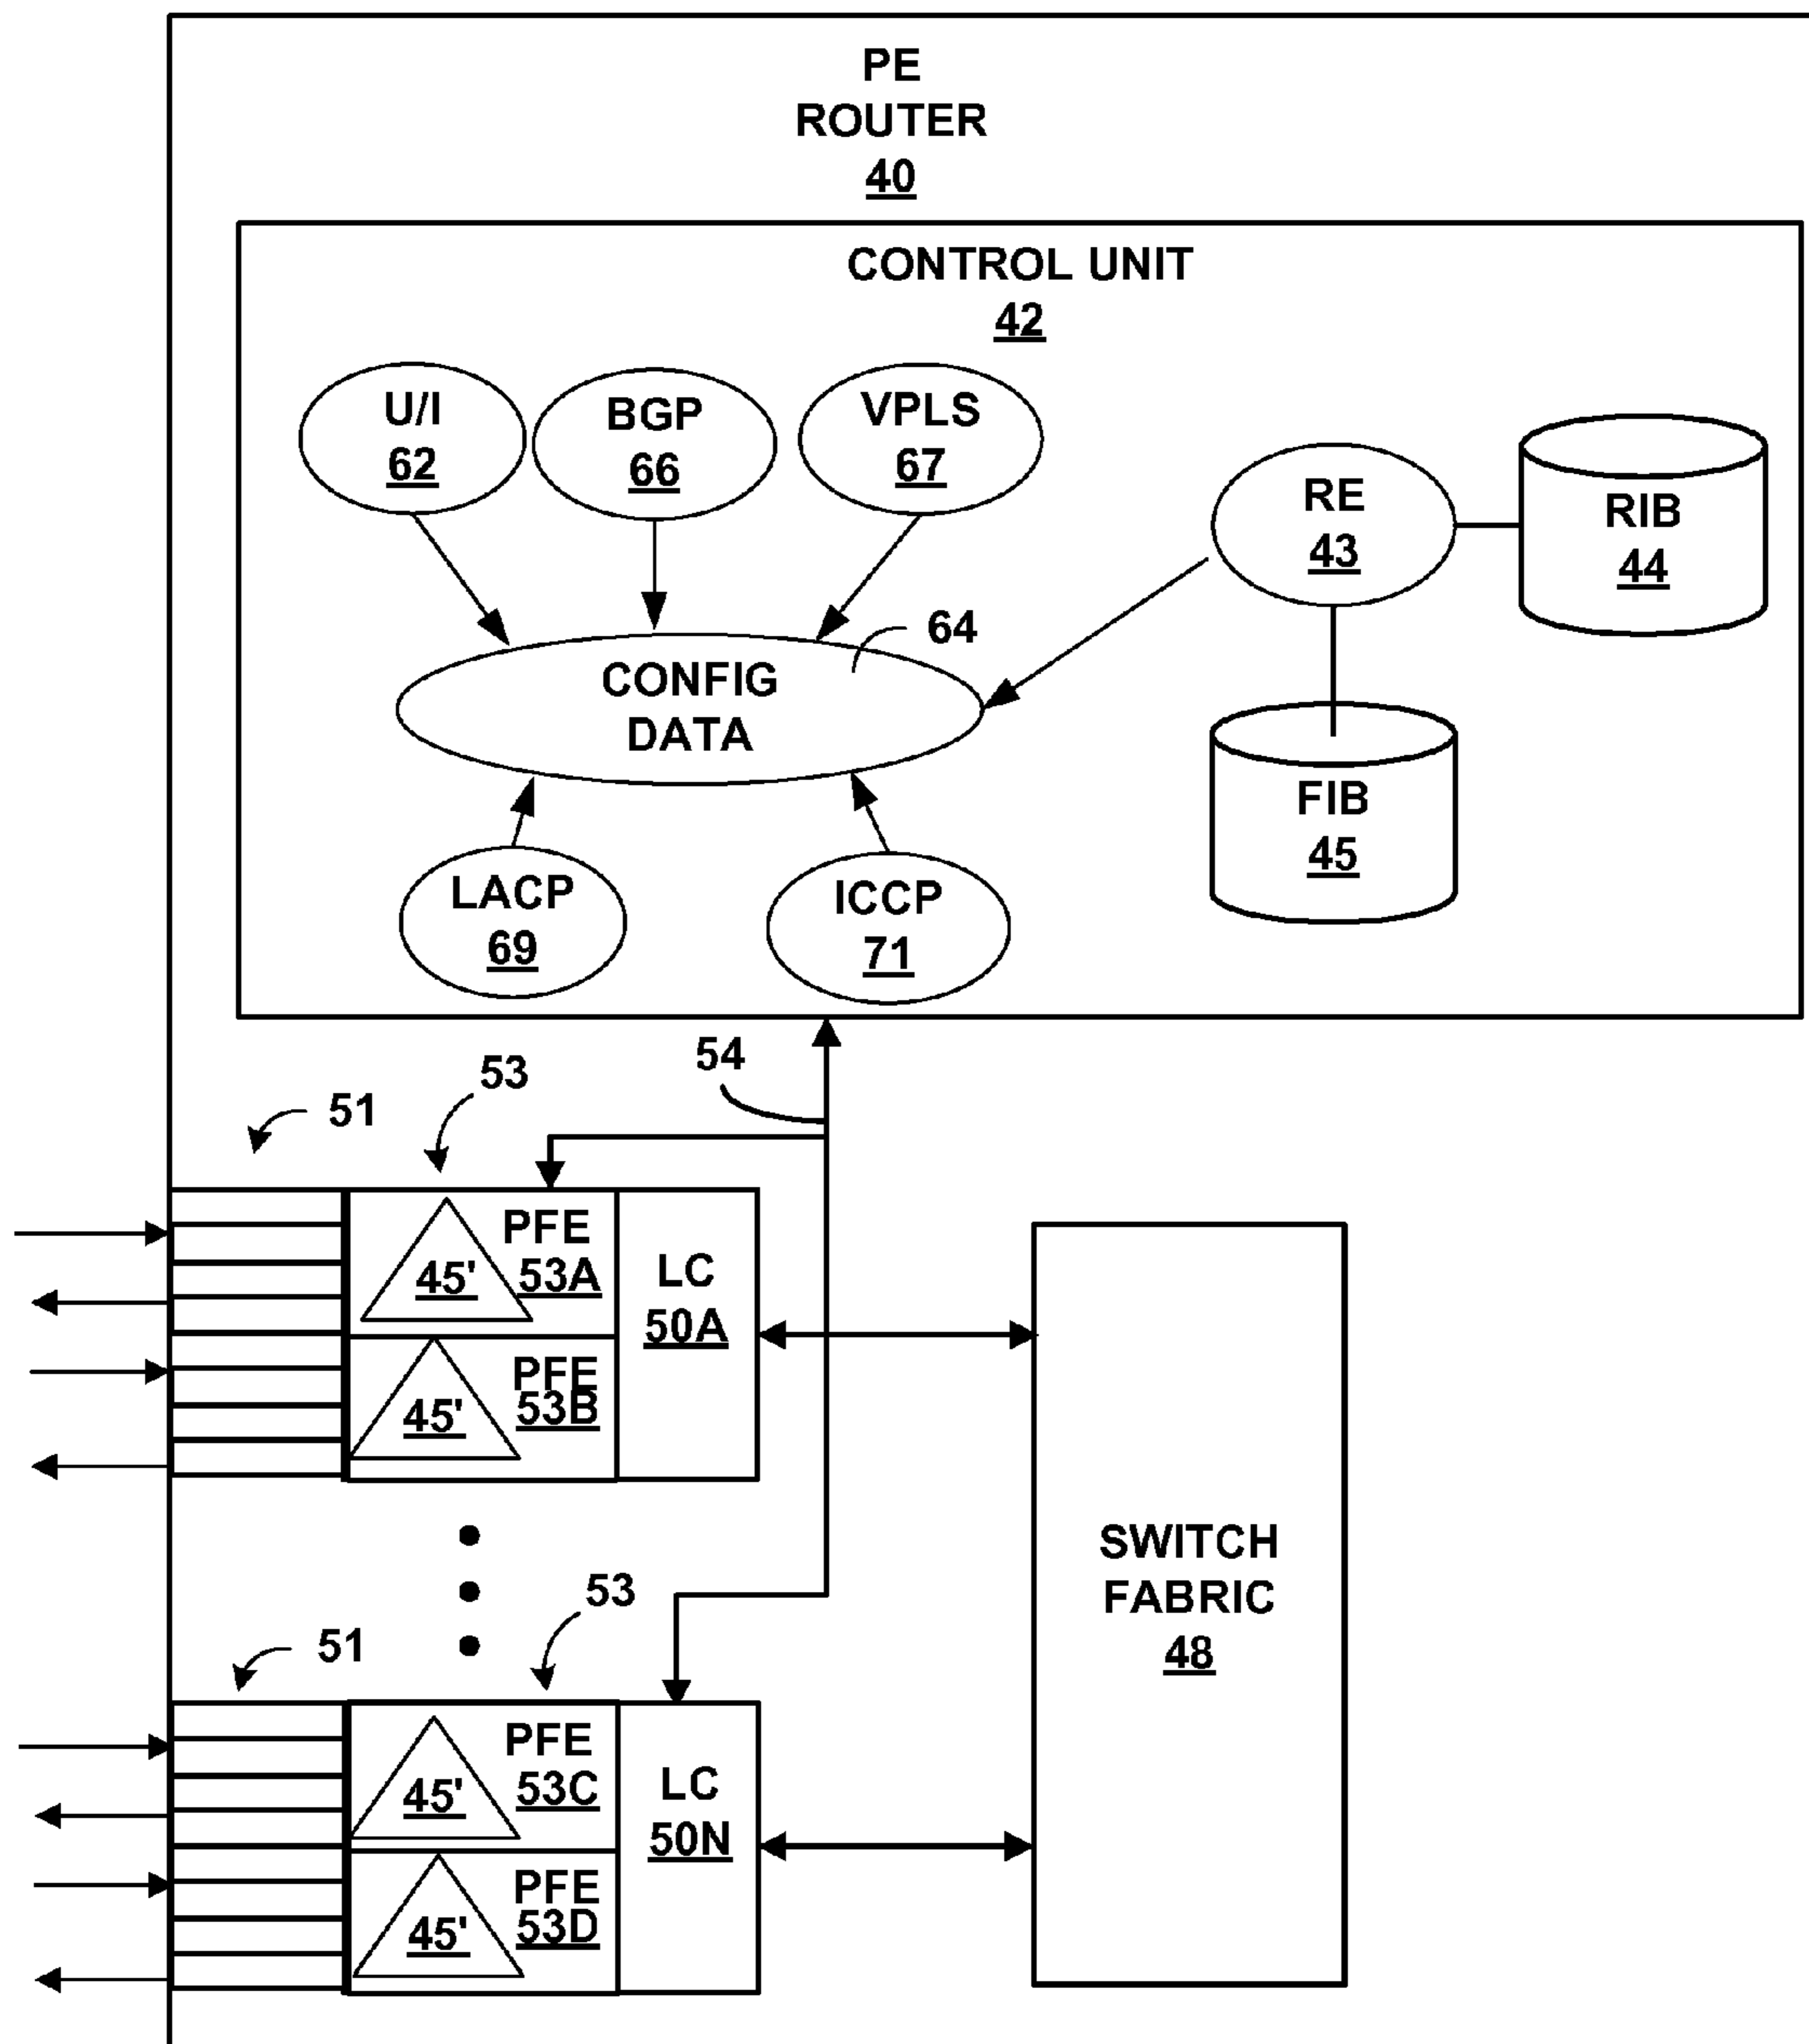 PE
ROUTER
40
CONTROL UNIT
42
U/I
62
BGP
66
VPLS
67
RE
43
RIB
44
64
CONFIG
DATA
FIB
45
LACP
69
ICCP
71
54
53
51
PFE
53A
45'
LC
50A
PFE
53B
45'
SWITCH
FABRIC
48
53
51
PFE
53C
45'
LC
50N
PFE
53D
45'